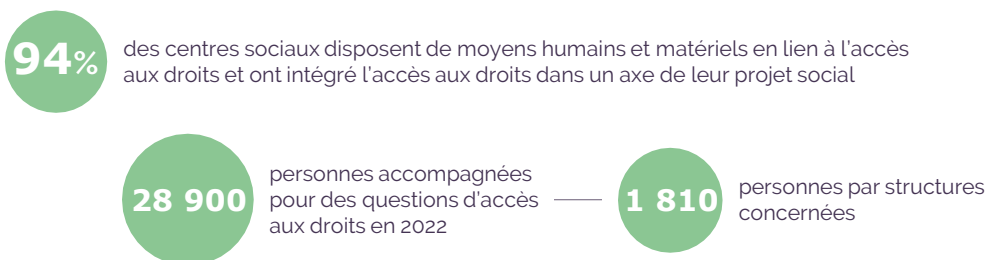 94%
des centres sociaux disposent de moyens humains et matériels en lien à l'accès
aux droits et ont intégré l'accès aux droits dans un axe de leur projet social
28 900
personnes accompagnées
pour des questions d'accès
aux droits en 2022
1 810
personnes par structures
concernées